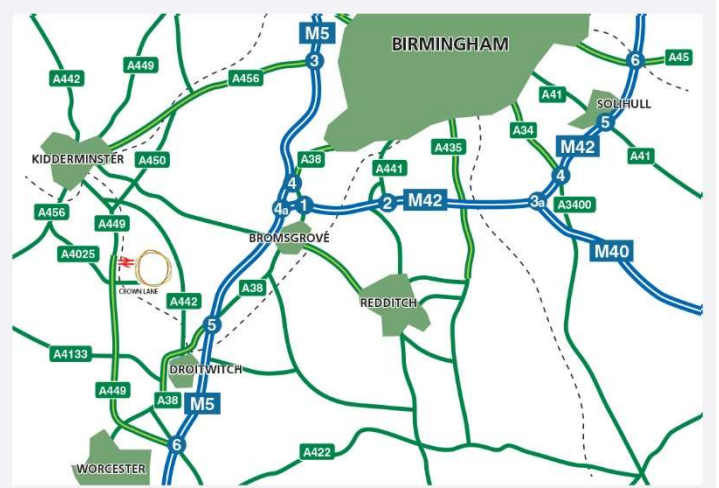 M5
BIRMINGHAM
3
6
A45
A442
A449
A456
A41
SOLIHULL
5
A34
M42
A41
KIDDERMINSTER
A450
A38
A441
A435
4
4
4a
1
2
M42
3a
A3400
A456
A449
BROMSGROVE
M40
A4025
CROWN LANE
A442
A38
REDDITCH
5
A4133
DROITWITCH
A449
A38
M5
6
A422
WORCESTER